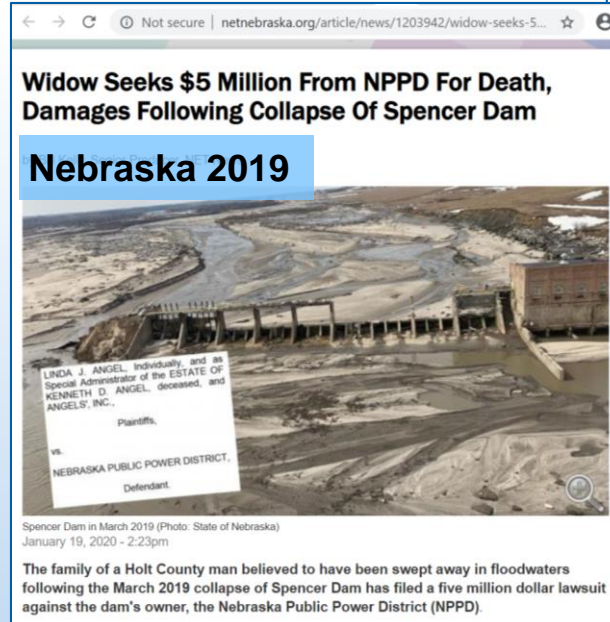 Not secure | netnebraska.org/article/news/1203942/widow-seeks-5...
Widow Seeks $5 Million From NPPD For Death,
Damages Following Collapse Of Spencer Dam
Nebraska 2019
LINDA J. ANGEL, Individually, and as
Special Administrator of the ESTATE OF
KENNETH D. ANGEL, deceased, and
ANGELS', INC.,
Plaintiffs,
vs.
NEBRASKA PUBLIC POWER DISTRICT,
Defendant.
Spencer Dam in March 2019 (Photo: State of Nebraska)
January 19, 2020 - 2:23pm
The family of a Holt County man believed to have been swept away in floodwaters
following the March 2019 collapse of Spencer Dam has filed a five million dollar lawsuit
against the dam's owner, the Nebraska Public Power District (NPPD).